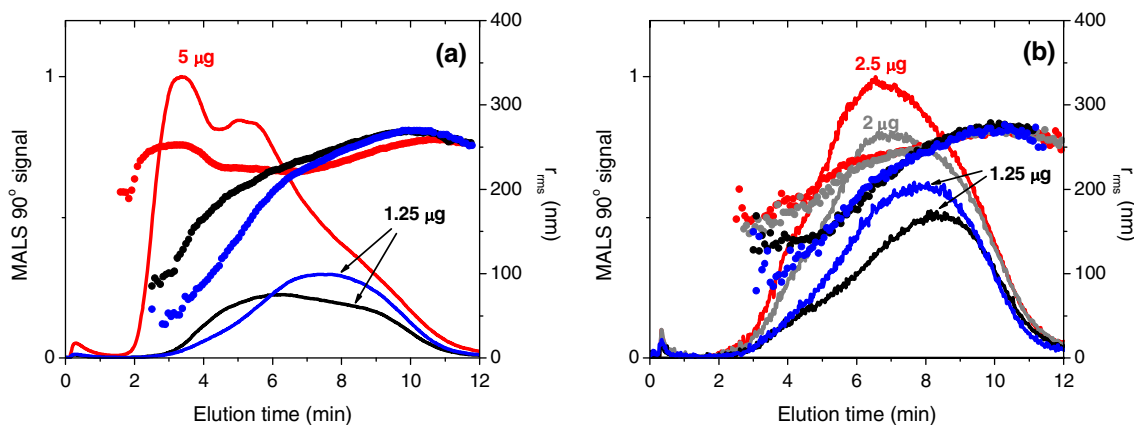 (a)
5 μg
1.25 μg
MALS 90° signal
1
0
400
300
200
100
0
r rms (nm)
0 2 4 6 8 10 12
Elution time (min)
(b)
2.5 μg
2 μg
1.25 μg
MALS 90° signal
1
0
400
300
200
100
0
r rms (nm)
0 2 4 6 8 10 12
Elution time (min)